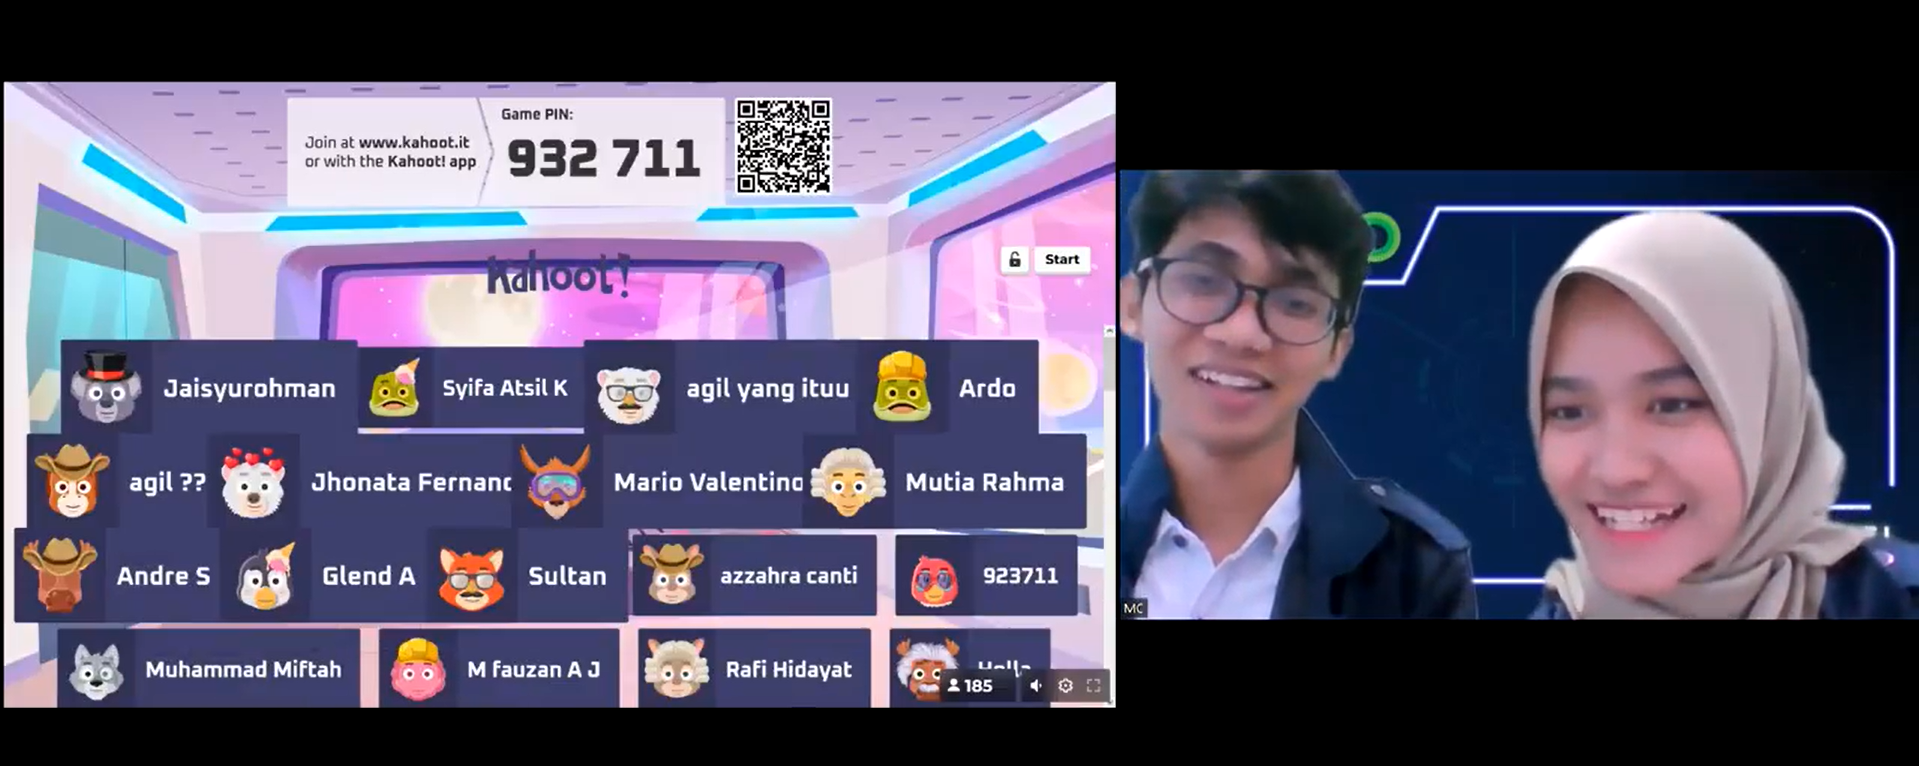 Join at www.kahoot.it
or with the Kahoot! app
Game PIN:
932 711
Kahoot!
Start
Jaisyurohman
Syifa Atsil K
agil yang ituu
Ardo
agil ??
Jhonata Fernanc
Mario Valentino
Mutia Rahma
Andre S
Glend A
Sultan
azzahra canti
923711
Muhammad Miftah
M fauzan A J
Rafi Hidayat
Holla
185
MC